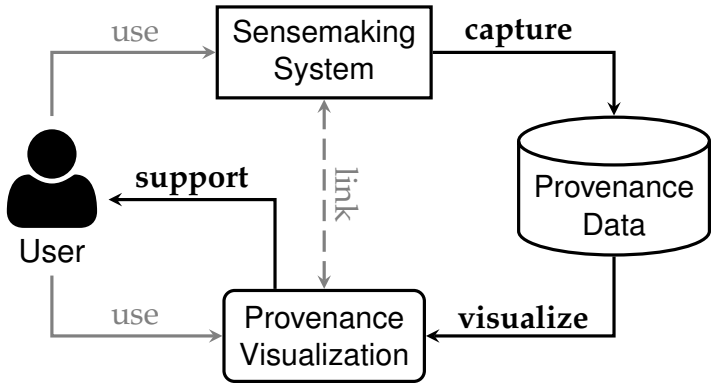 use
Sensemaking
System
capture
support
link
Provenance
Data
User
use
Provenance
Visualization
visualize